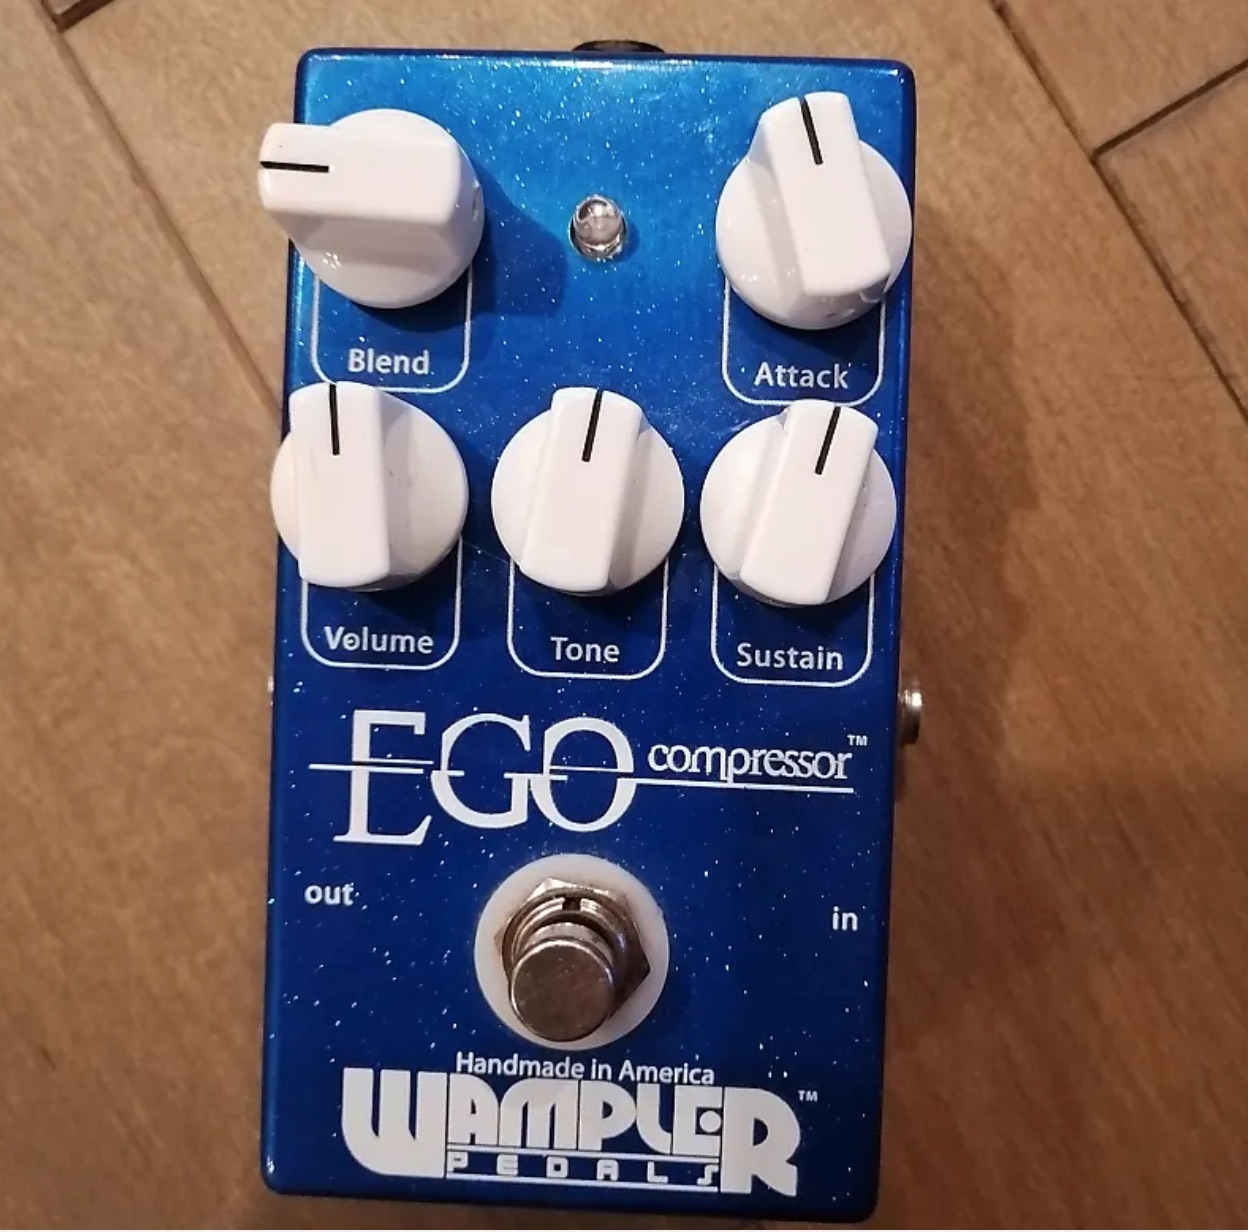 Blend
Attack
Volume
Tone
Sustain
EGO compressor™
out
in
Handmade in America
WAMPLER™
PEDALS